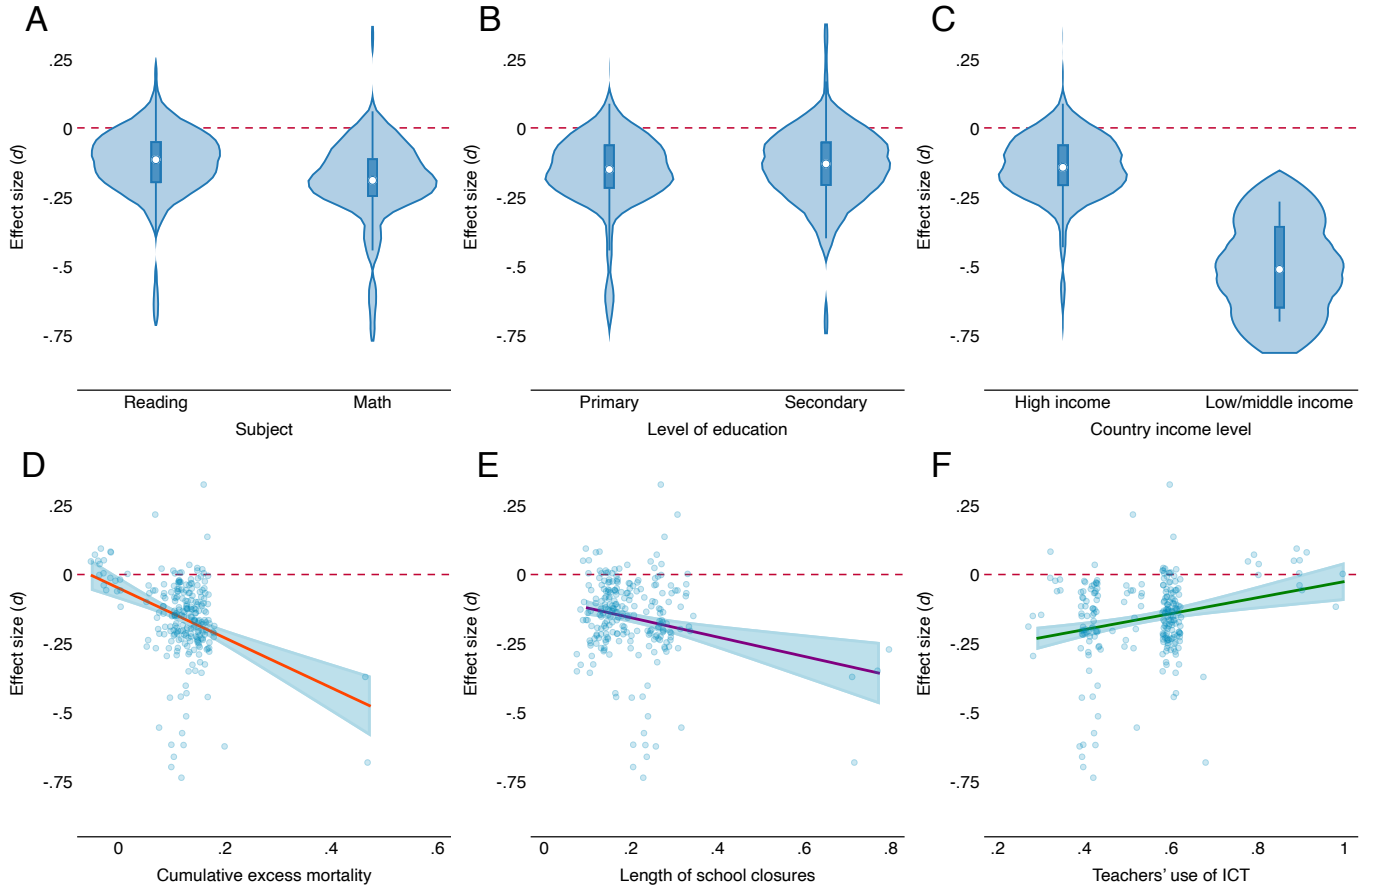 A
B
C
.25
0
-.25
-.5
-.75
Effect size (d)
Reading
Math
Subject
.25
0
-.25
-.5
-.75
Effect size (d)
Primary
Secondary
Level of education
.25
0
-.25
-.5
-.75
Effect size (d)
High income
Low/middle income
Country income level
D
E
F
.25
0
-.25
-.5
-.75
Effect size (d)
0 .2 .4 .6
Cumulative excess mortality
.25
0
-.25
-.5
-.75
Effect size (d)
0 .2 .4 .6 .8
Length of school closures
.25
0
-.25
-.5
-.75
Effect size (d)
.2 .4 .6 .8 1
Teachers’ use of ICT